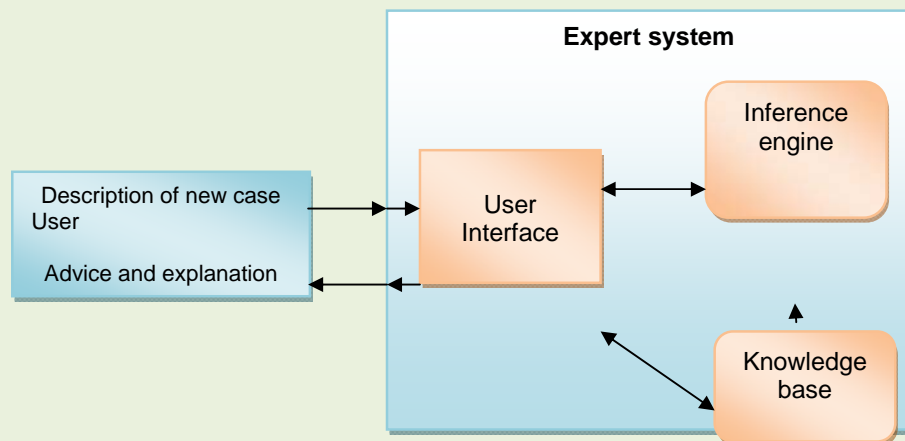 Expert system
Inference
engine
Description of new case
User
Advice and explanation
User
Interface
Knowledge
base